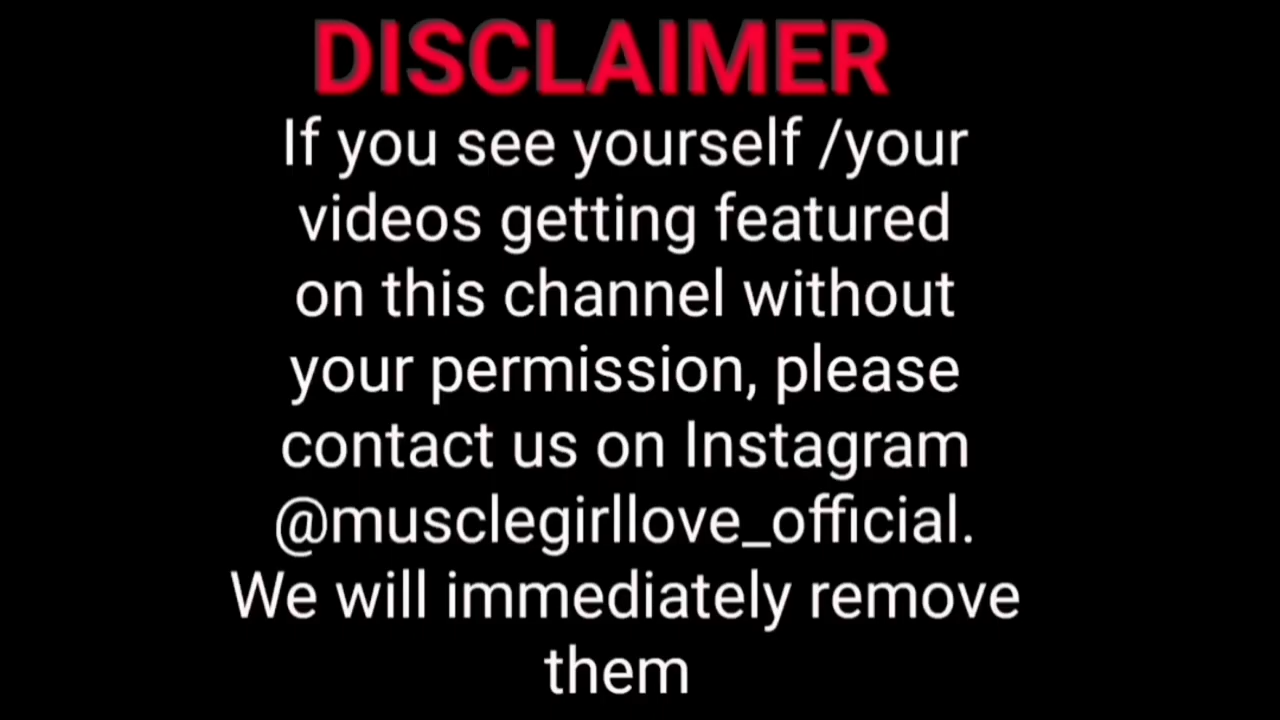 DISCLAIMER
If you see yourself /your
videos getting featured
on this channel without
your permission, please
contact us on Instagram
@musclegirllove_official.
We will immediately remove
them